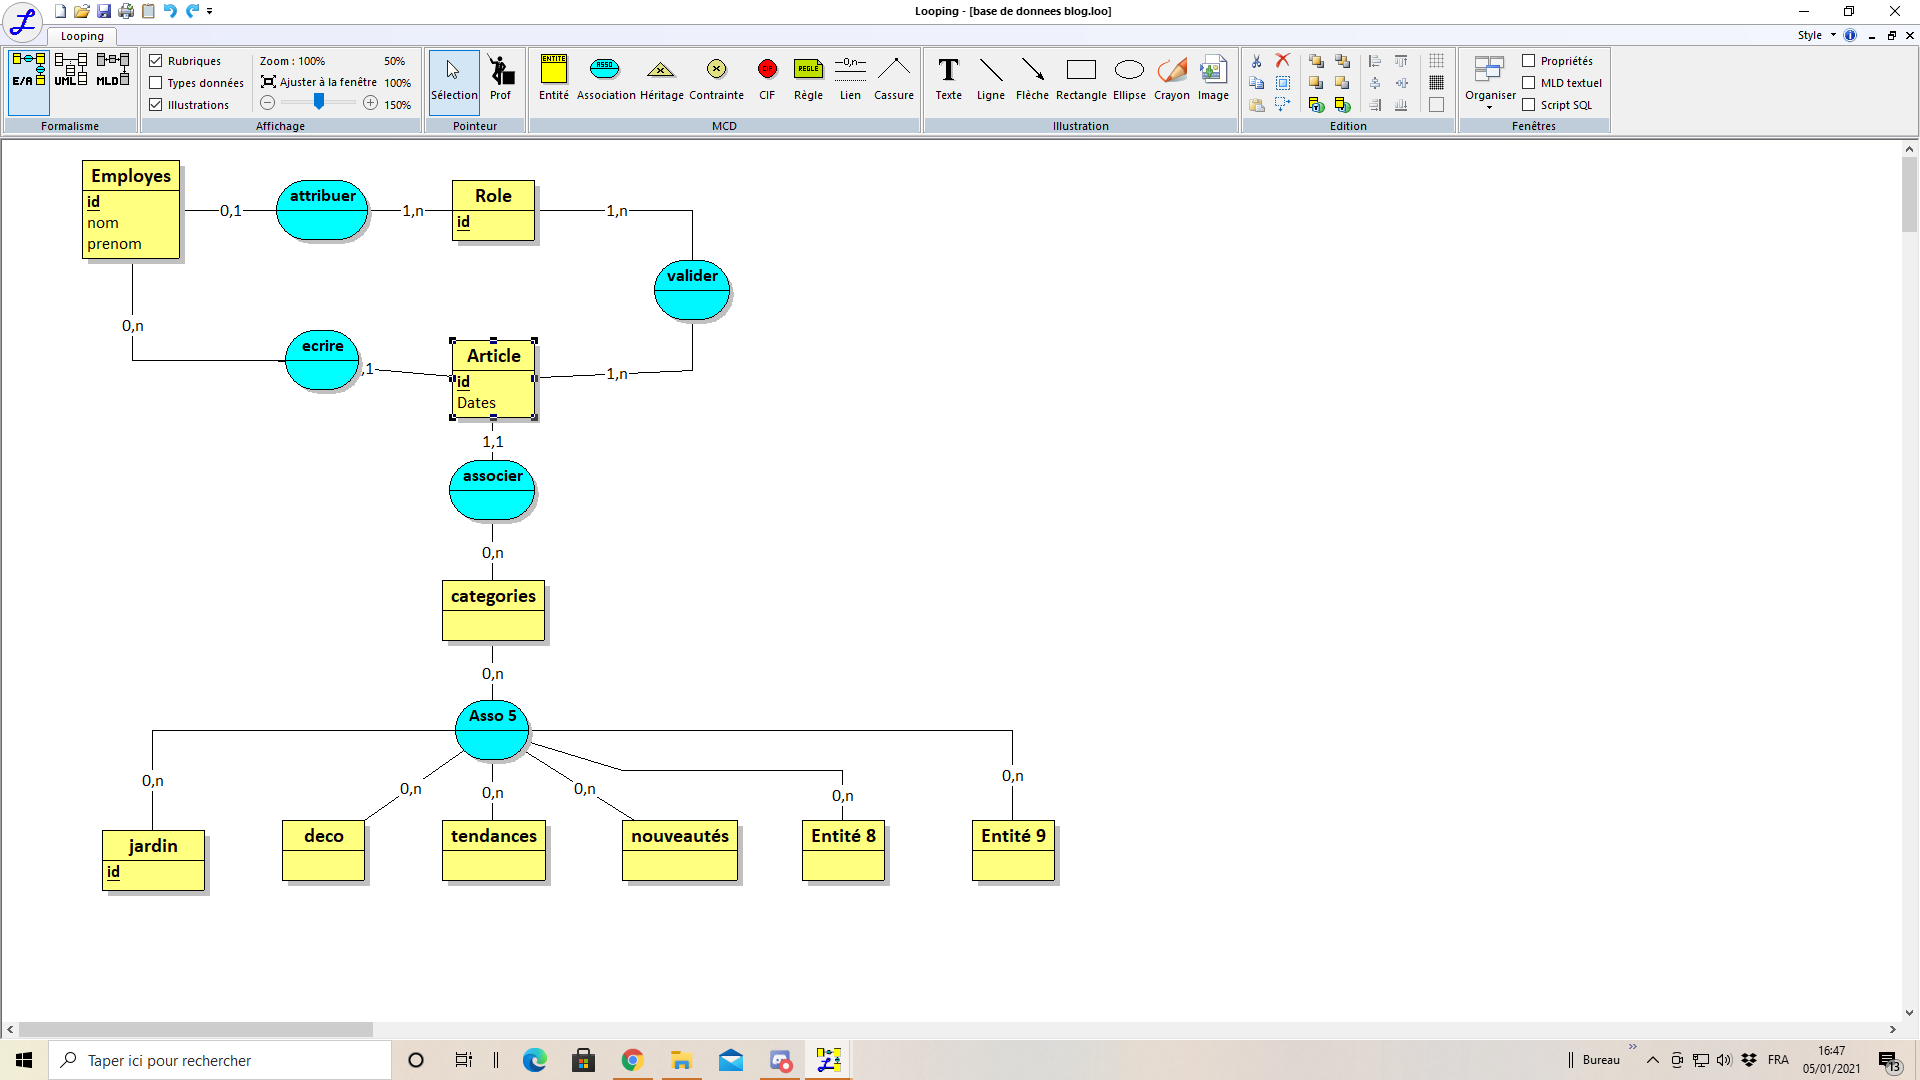 Looping - [base de donnees blog.loo]
Looping
Style
E/A
UML
MLD
Formalisme
Rubriques
Types données
Illustrations
Zoom : 100%
50%
Ajuster à la fenêtre
100%
150%
Affichage
Sélection
Prof
Pointeur
ENTITÉ
Entité
ASSO
Association
Héritage
Contrainte
CIF
CIF
RÈGLE
Règle
—0,n—
Lien
Cassure
MCD
Texte
Ligne
Flèche
Rectangle
Ellipse
Crayon
Image
Illustration
Edition
Organiser
Propriétés
MLD textuel
Script SQL
Fenêtres
Employes
id
nom
prenom
0,1
attribuer
1,n
Role
id
1,n
valider
0,n
ecrire
,1
Article
id
Dates
1,n
1,1
associer
0,n
categories
0,n
Asso 5
0,n
0,n
0,n
0,n
0,n
0,n
jardin
id
deco
tendances
nouveautés
Entité 8
Entité 9
Taper ici pour rechercher
Bureau
FRA
16:47
05/01/2021
13